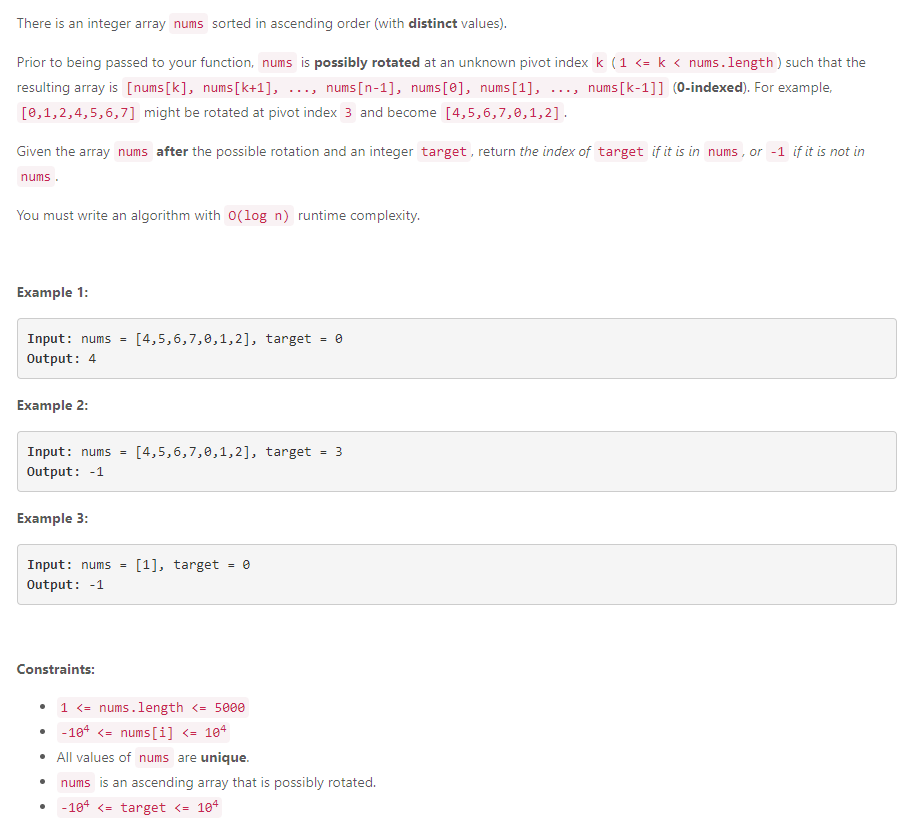 There is an integer array nums sorted in ascending order (with distinct values).
Prior to being passed to your function, nums is possibly rotated at an unknown pivot index k (1 <= k < nums.length) such that the
resulting array is [nums[k], nums[k+1], ..., nums[n-1], nums[0], nums[1], ..., nums[k-1]] (0-indexed). For example,
[0,1,2,4,5,6,7] might be rotated at pivot index 3 and become [4,5,6,7,0,1,2].
Given the array nums after the possible rotation and an integer target, return the index of target if it is in nums, or -1 if it is not in
nums.
You must write an algorithm with O(log n) runtime complexity.
Example 1:
Input: nums = [4,5,6,7,0,1,2], target = 0
Output: 4
Example 2:
Input: nums = [4,5,6,7,0,1,2], target = 3
Output: -1
Example 3:
Input: nums = [1], target = 0
Output: -1
Constraints:
• 1 <= nums.length <= 5000
• -10⁴ <= nums[i] <= 10⁴
• All values of nums are unique.
• nums is an ascending array that is possibly rotated.
• -10⁴ <= target <= 10⁴